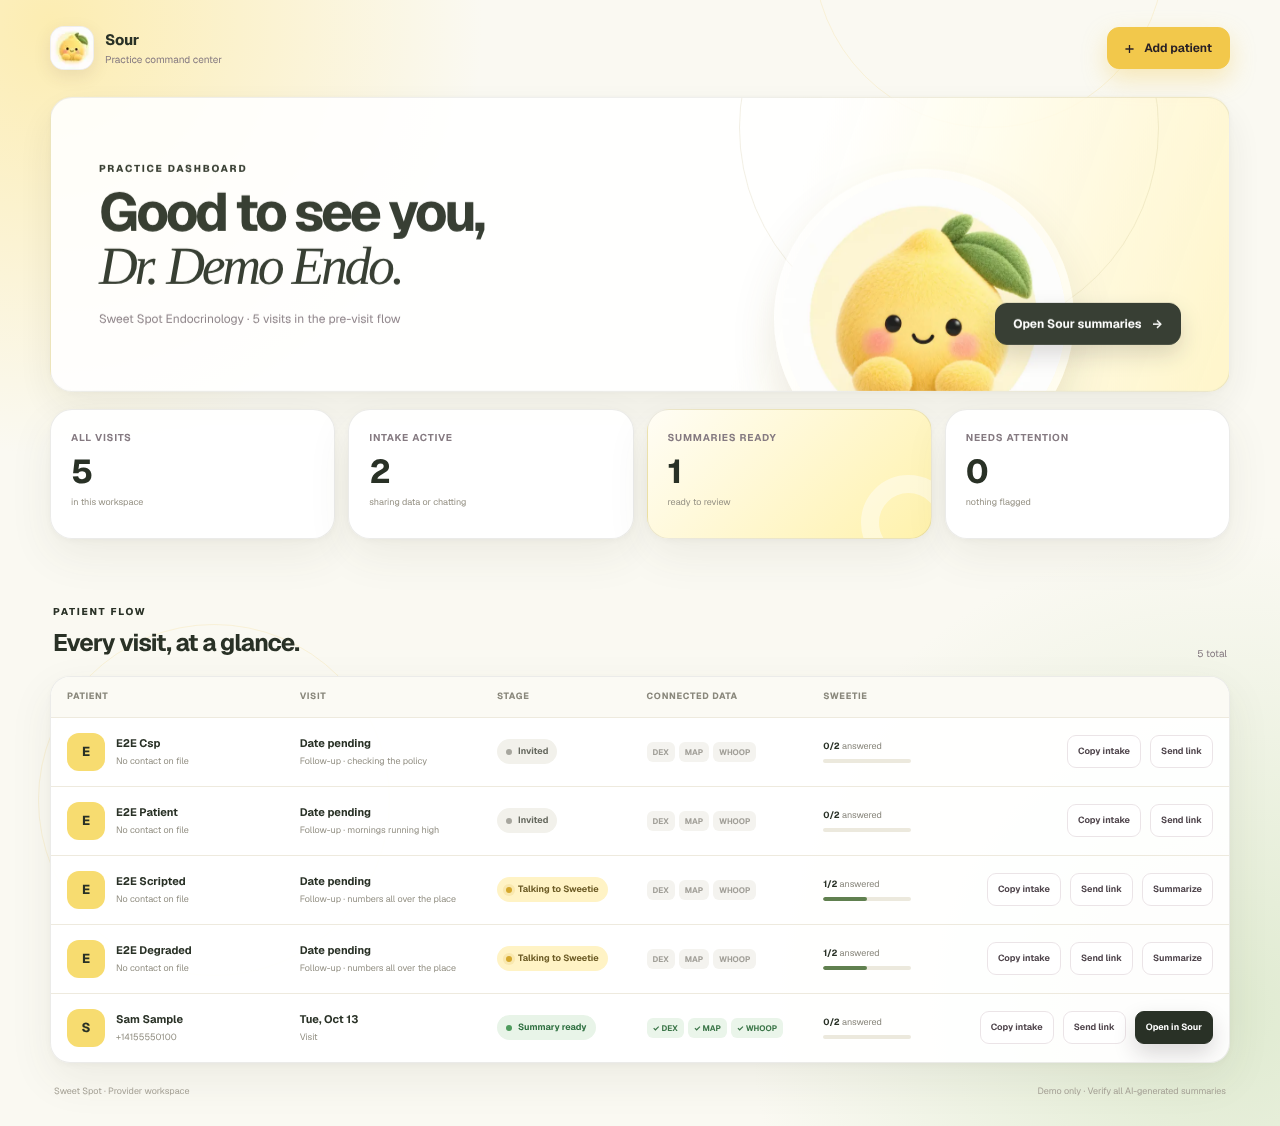 Sour
Practice command center
+ Add patient
PRACTICE DASHBOARD
Good to see you,
Dr. Demo Endo.
Sweet Spot Endocrinology · 5 visits in the pre-visit flow
Open Sour summaries →
ALL VISITS
5
in this workspace
INTAKE ACTIVE
2
sharing data or chatting
SUMMARIES READY
1
ready to review
NEEDS ATTENTION
0
nothing flagged
PATIENT FLOW
Every visit, at a glance.
5 total
PATIENT VISIT STAGE CONNECTED DATA SWEETIE
E E2E Csp Date pending Invited DEX MAP WHOOP 0/2 answered Copy intake Send link
No contact on file Follow-up · checking the policy
E E2E Patient Date pending Invited DEX MAP WHOOP 0/2 answered Copy intake Send link
No contact on file Follow-up · mornings running high
E E2E Scripted Date pending Talking to Sweetie DEX MAP WHOOP 1/2 answered Copy intake Send link Summarize
No contact on file Follow-up · numbers all over the place
E E2E Degraded Date pending Talking to Sweetie DEX MAP WHOOP 1/2 answered Copy intake Send link Summarize
No contact on file Follow-up · numbers all over the place
S Sam Sample Tue, Oct 13 Summary ready ✓ DEX ✓ MAP ✓ WHOOP 0/2 answered Copy intake Send link Open in Sour
+14155550100 Visit
Sweet Spot · Provider workspace
Demo only · Verify all AI-generated summaries